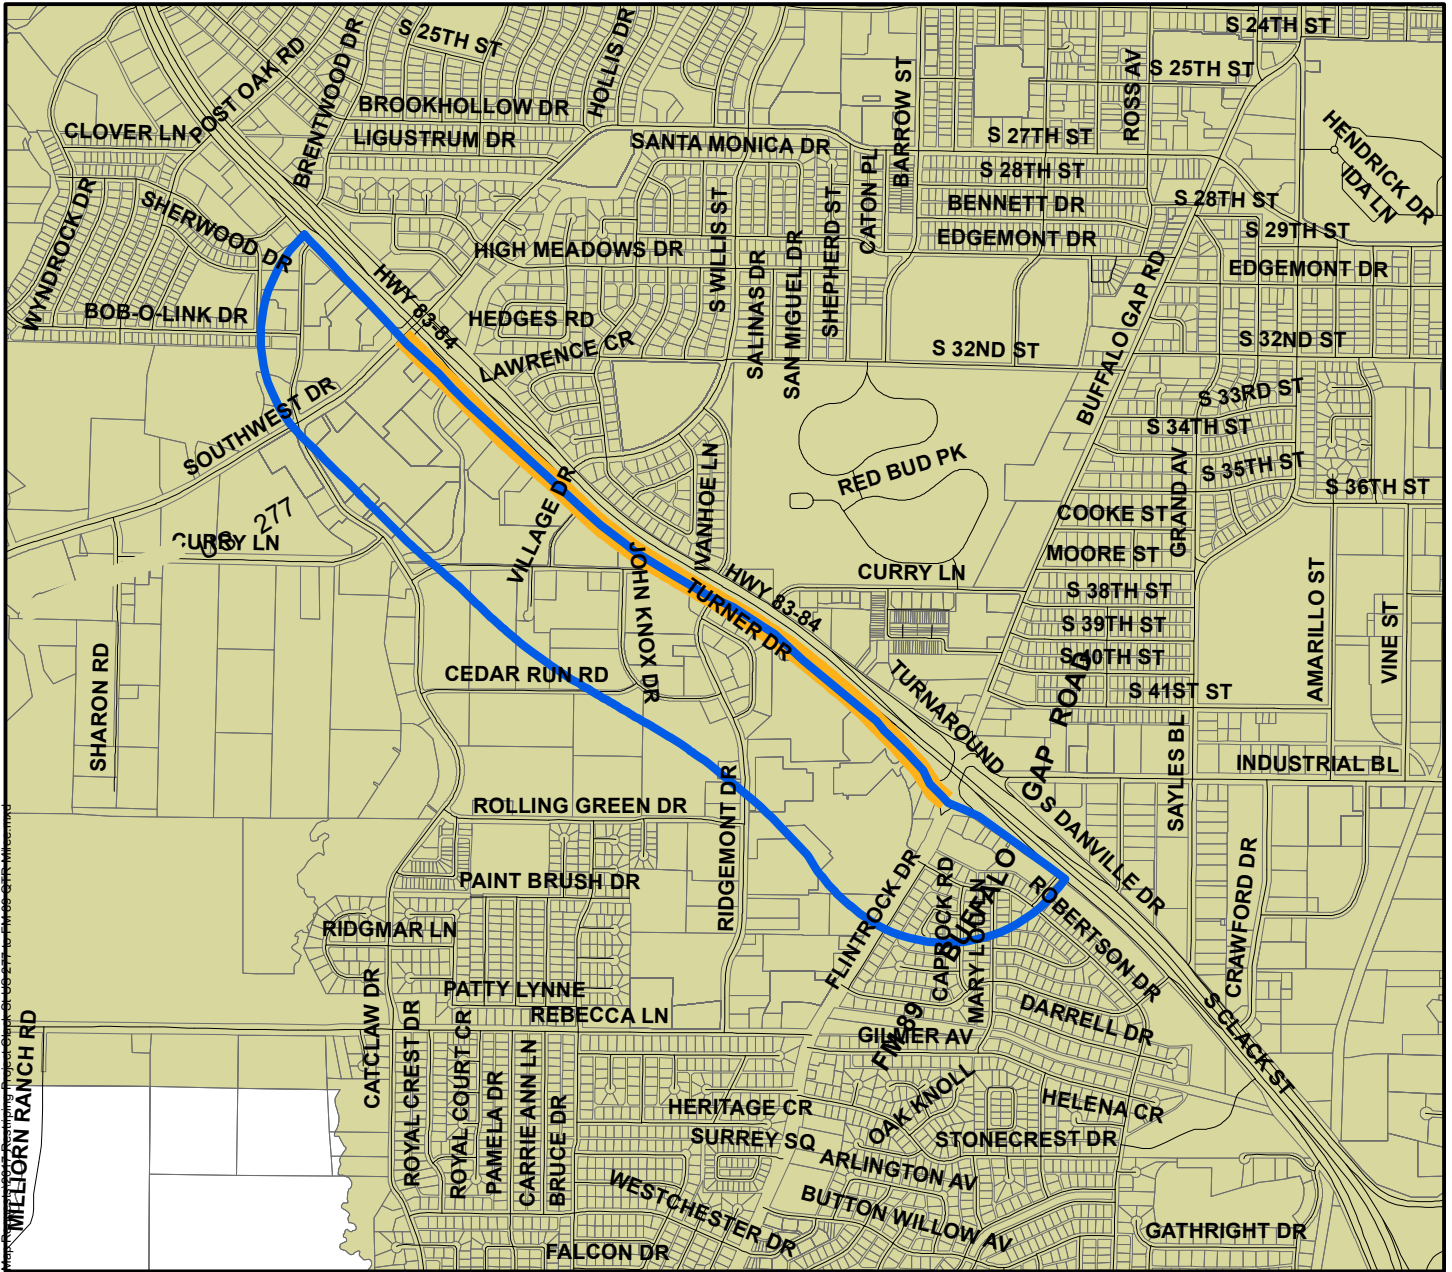 S 24TH ST
S 25TH ST
HOLLIS DR
POST OAK RD
BRENTWOOD DR
ROSS AV
S 25TH ST
BROOKHOLLOW DR
BARROW ST
CLOVER LN
LIGUSTRUM DR
SANTA MONICA DR
S 27TH ST
HENDRICK DR
IDA LN
S 28TH ST
CATON PL
WYNDROCK DR
SHERWOOD DR
S WILLIS ST
SHEPHERD ST
BENNETT DR
S 28TH ST
HIGH MEADOWS DR
EDGEMONT DR
S 29TH ST
SALINAS DR
SAN MIGUEL DR
EDGEMONT DR
BUFFALO GAP RD
HWY 83-84
BOB-O-LINK DR
HEDGES RD
LAWRENCE CR
S 32ND ST
S 32ND ST
S 33RD ST
SOUTHWEST DR
S 34TH ST
RED BUD PK
S 35TH ST
GRAND AV
S 36TH ST
IVANHOE LN
VILLAGE DR
COOKE ST
US 277
CURRY LN
MOORE ST
JOHN KNOX DR
HWY 83-84
CURRY LN
S 38TH ST
AMARILLO ST
VINE ST
TURNER DR
S 39TH ST
SHARON RD
CEDAR RUN RD
S 40TH ST
TURNAROUND
S 41ST ST
SAYLES BL
INDUSTRIAL BL
RIDGEMONT DR
ROLLING GREEN DR
S DANVILLE DR
CRAWFORD DR
PAINT BRUSH DR
FLINTROCK DR
CAPROCK RD
MARY LOU LN
FM 89
BUFFALO
GAP
ROAD
ROBERTSON DR
RIDGMAR LN
CATCLAW DR
PATTY LYNNE
REBECCA LN
DARRELL DR
S CLACK ST
GILMER AV
MILLIORN RANCH RD
ROYAL CREST DR
ROYAL COURT CR
PAMELA DR
CARRIE ANN LN
BRUCE DR
HERITAGE CR
OAK KNOLL
HELENA CR
SURREY SQ
STONECREST DR
ARLINGTON AV
WESTCHESTER DR
BUTTON WILLOW AV
GATHRIGHT DR
FALCON DR